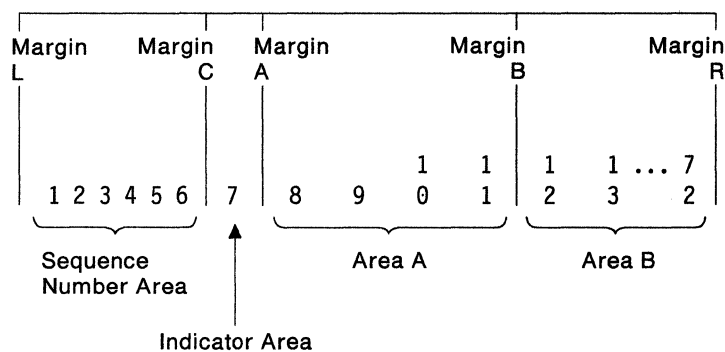 Margin Margin Margin Margin Margin
L C A B R
1 1 1 1 ... 7
1 2 3 4 5 6 7 8 9 0 1 2 3 2
Sequence Area A Area B
Number Area
Indicator Area